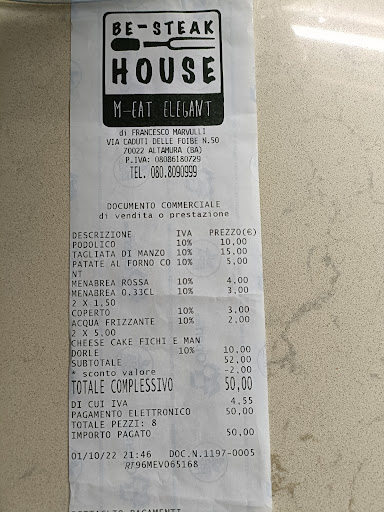 BE-STEAK
HOUSE
M-EAT ELEGANT
di FRANCESCO MARVULLI
VIA CADUTI DELLE FOIBE N.50
70022 ALTAMURA (BA)
P.IVA: 08086180729
TEL. 080.8090999
DOCUMENTO COMMERCIALE
di vendita o prestazione
DESCRIZIONE IVA PREZZO(€)
PODOLICO 10% 10,00
TAGLIATA DI MANZO 10% 15,00
PATATE AL FORNO CO 10% 5,00
NT
MENABREA ROSSA 10% 4,00
MENABREA 0,33CL 10% 3,00
2 X 1,50
COPERTO 10% 3,00
ACQUA FRIZZANTE 10% 2,00
2 X 5,00
CHEESE CAKE FICHI E MAN
DORLE 10% 10,00
SUBTOTALE 52,00
* sconto valore -2,00
TOTALE COMPLESSIVO 50,00
DI CUI IVA 4,55
PAGAMENTO ELETTRONICO 50,00
TOTALE PEZZI: 8
IMPORTO PAGATO 50,00
01/10/22 21:46 DOC.N.1197-0005
RT96MEV065168
DETTAGLIO PAGAMENTI